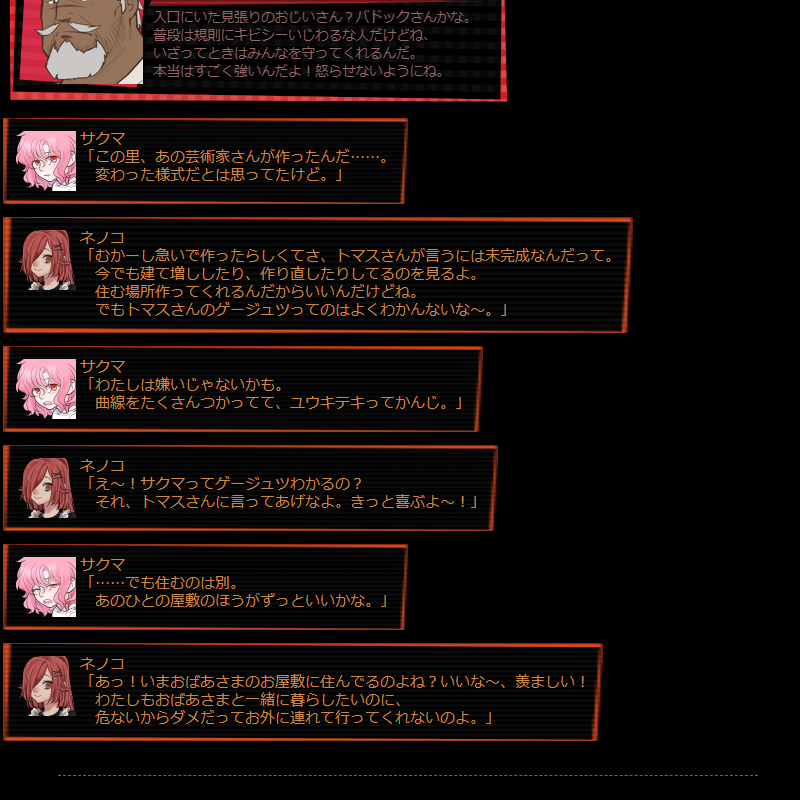 入口にいた見張りのおじいさん？バドックさんかな。
普段は規則にキビシーいじわるな人だけどね、
いざってときはみんなを守ってくれるんだ。
本当はすごく強いんだよ！怒らせないようにね。
サクマ
「この里、あの芸術家さんが作ったんだ……。
変わった様式だとは思ってたけど。」
ネノコ
「むかーし急いで作ったらしくてさ、トマスさんが言うには未完成なんだって。
今でも建て増ししたり、作り直したりしてるのを見るよ。
住む場所作ってくれるんだからいいんだけどね。
でもトマスさんのゲージュツってのはよくわかんないな～。」
サクマ
「わたしは嫌いじゃないかも。
曲線をたくさんつかってて、ユウキテキってかんじ。」
ネノコ
「え～！サクマってゲージュツわかるの？
それ、トマスさんに言ってあげなよ。きっと喜ぶよ～！」
サクマ
「……でも住むのは別。
あのひとの屋敷のほうがずっといいかな。」
ネノコ
「あっ！いまおばあさまのお屋敷に住んでるのよね？いいな～、羨ましい！
わたしもおばあさまと一緒に暮らしたいのに、
危ないからダメだってお外に連れて行ってくれないのよ。」